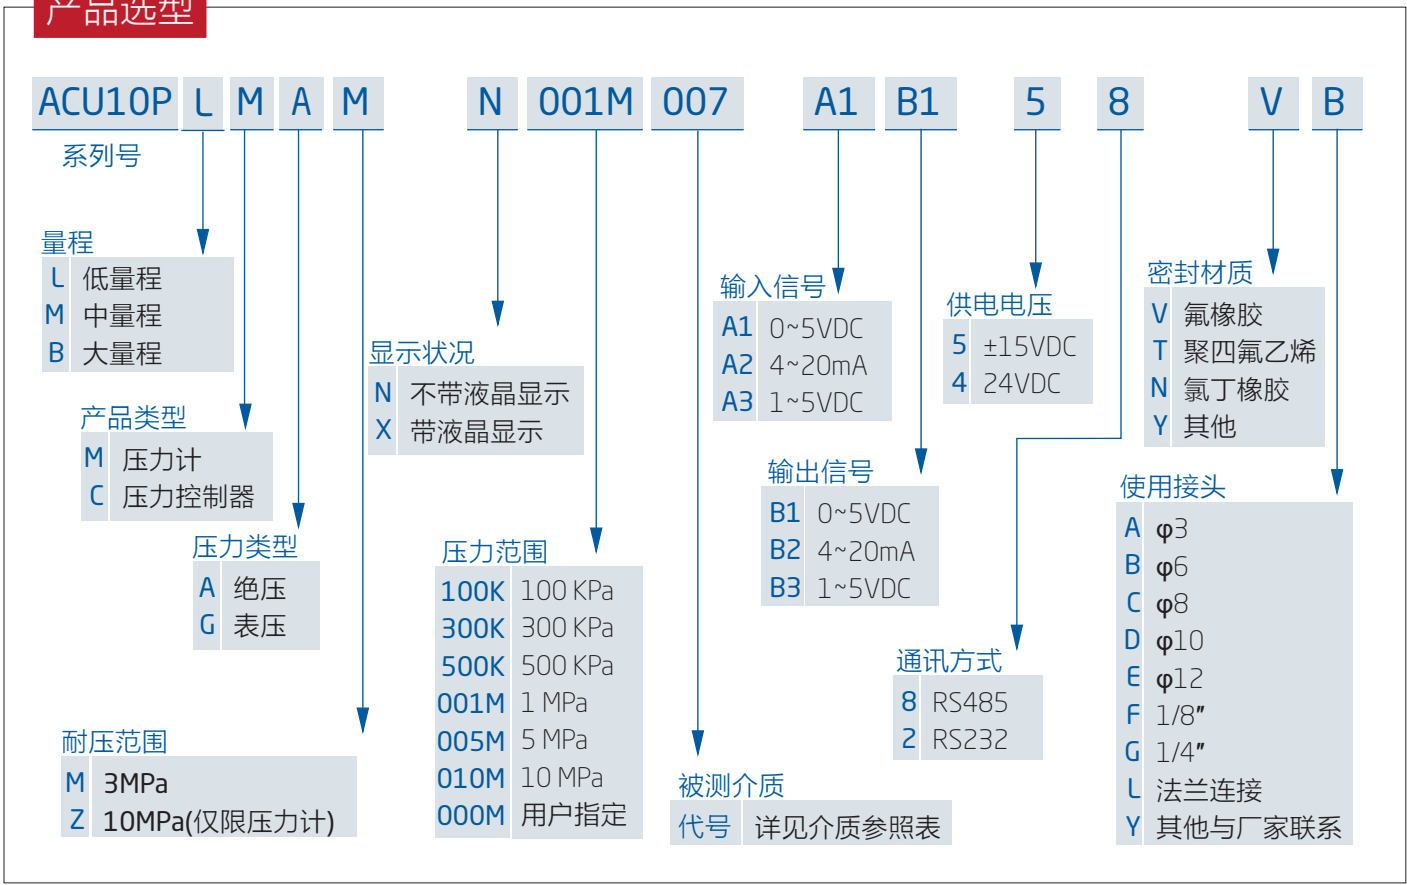 产品选型
ACU10P L M A M N 001M 007 A1 B1 5 8 V B
系列号
量程
L 低量程
M 中量程
B 大量程
产品类型
M 压力计
C 压力控制器
压力类型
A 绝压
G 表压
耐压范围
M 3MPa
Z 10MPa(仅限压力计)
显示状况
N 不带液晶显示
X 带液晶显示
压力范围
100K 100 KPa
300K 300 KPa
500K 500 KPa
001M 1 MPa
005M 5 MPa
010M 10 MPa
000M 用户指定
被测介质
代号 详见介质参照表
输入信号
A1 0~5VDC
A2 4~20mA
A3 1~5VDC
输出信号
B1 0~5VDC
B2 4~20mA
B3 1~5VDC
供电电压
5 ±15VDC
4 24VDC
通讯方式
8 RS485
2 RS232
密封材质
V 氟橡胶
T 聚四氟乙烯
N 氯丁橡胶
Y 其他
使用接头
A φ3
B φ6
C φ8
D φ10
E φ12
F 1/8″
G 1/4″
L 法兰连接
Y 其他与厂家联系